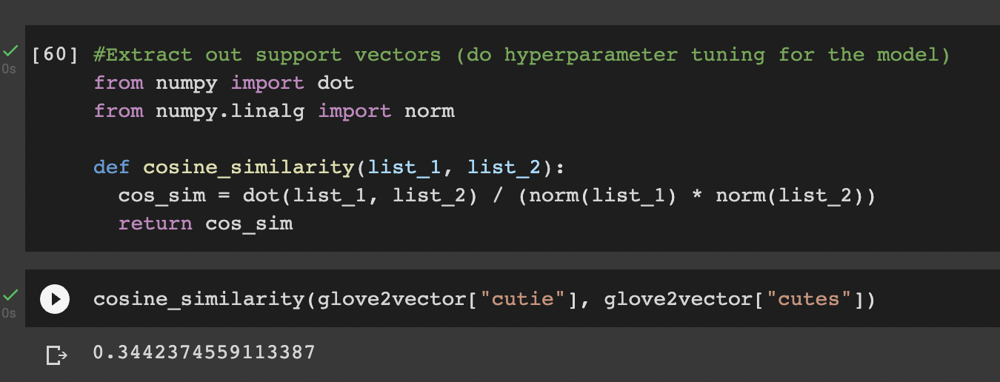 [60] #Extract out support vectors (do hyperparameter tuning for the model)
0s
from numpy import dot
from numpy.linalg import norm
def cosine_similarity(list_1, list_2):
cos_sim = dot(list_1, list_2) / (norm(list_1) * norm(list_2))
return cos_sim
cosine_similarity(glove2vector["cutie"], glove2vector["cutes"])
0s
0.3442374559113387